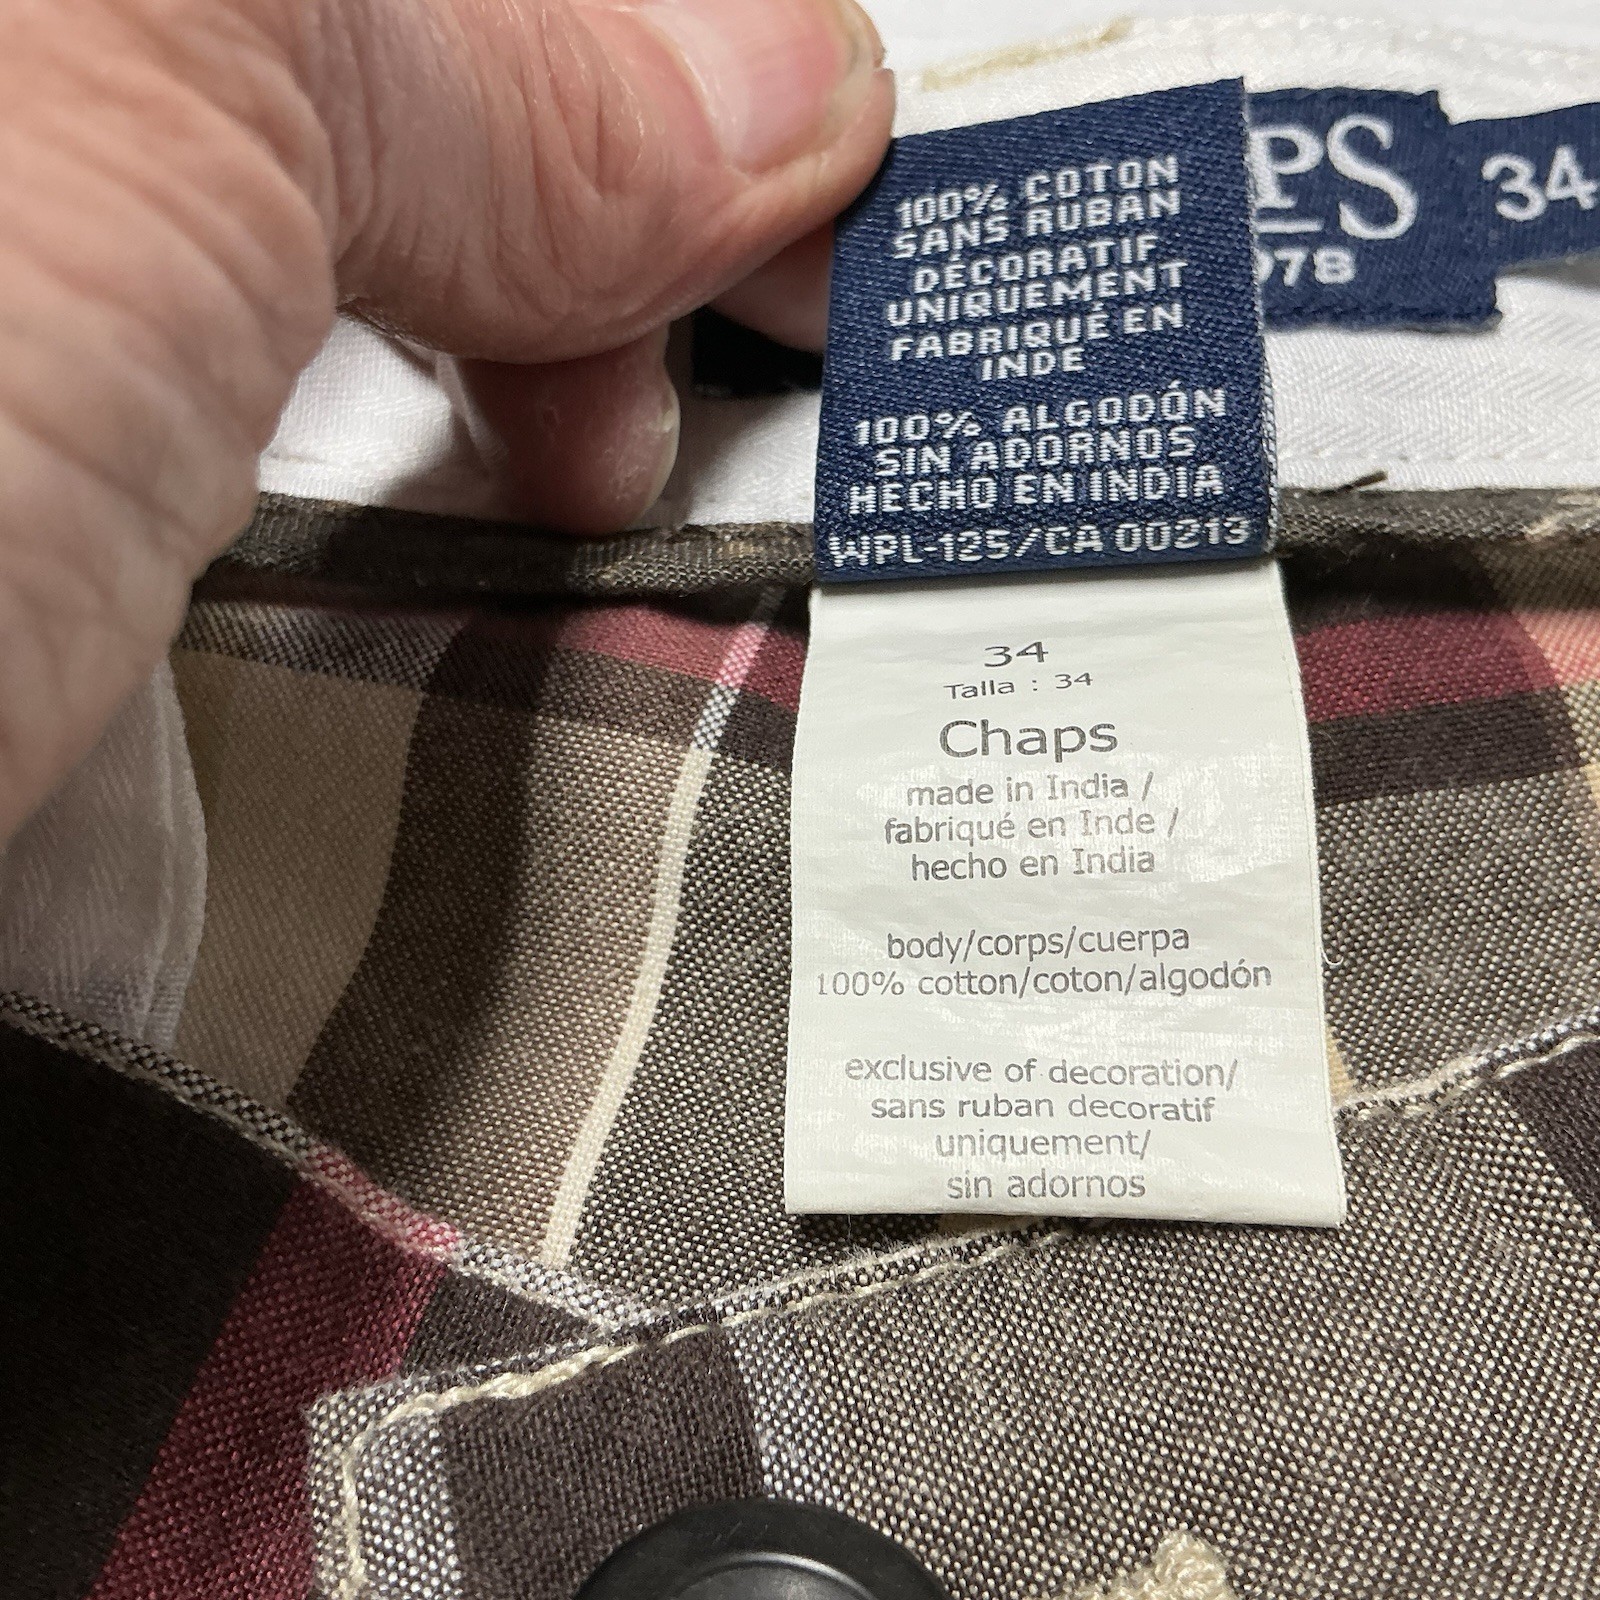 100% COTON
SANS RUBAN
DÉCORATIF
UNIQUEMENT
FABRIQUÉ EN
INDE
100% ALGODÓN
SIN ADORNOS
HECHO EN INDIA
WPL-125/CA 00213
PS
978
34
34
Talla : 34
Chaps
made in India /
fabriqué en Inde /
hecho en India
body/corps/cuerpa
100% cotton/coton/algodón
exclusive of decoration/
sans ruban decoratif
uniquement/
sin adornos